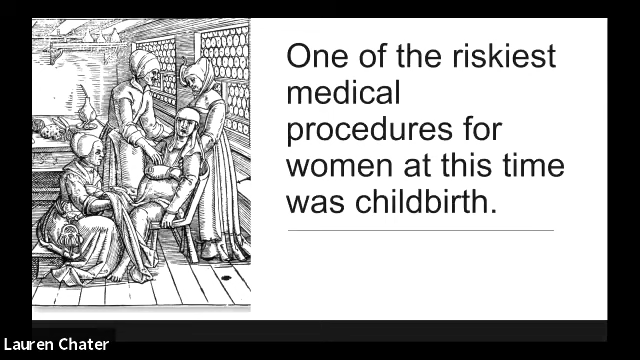 One of the riskiest
medical
procedures for
women at this time
was childbirth.
Lauren Chater